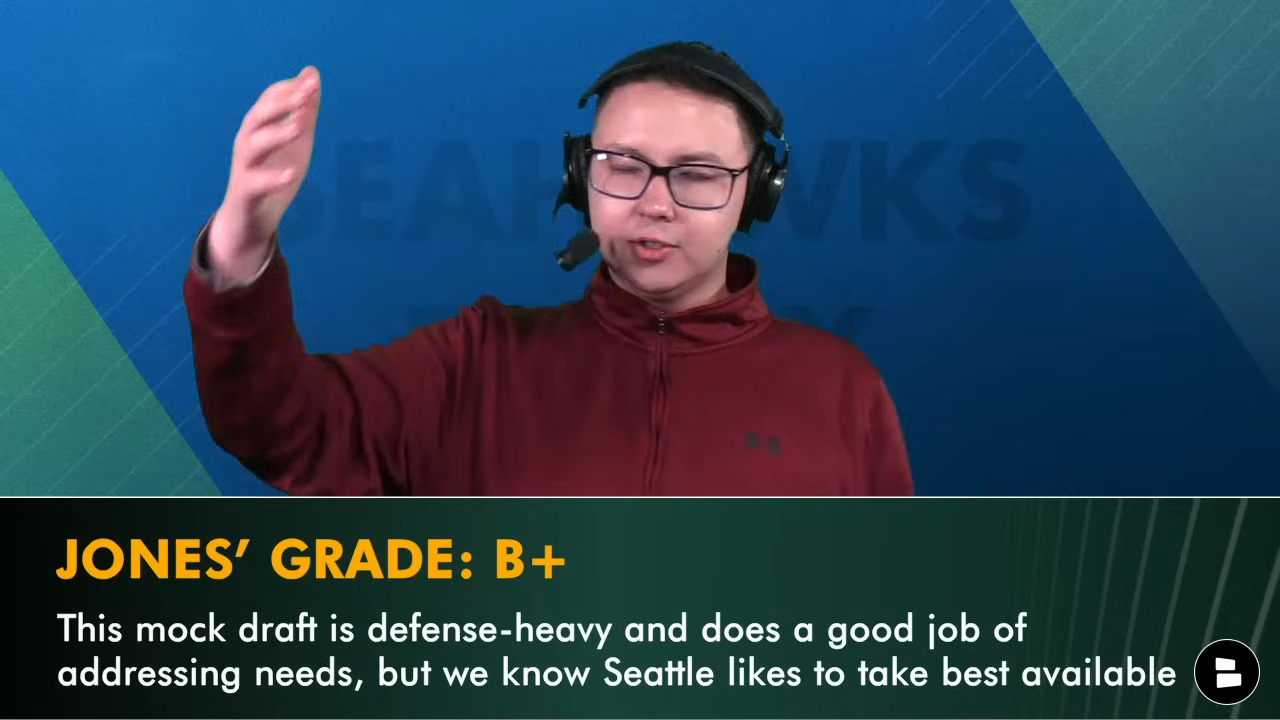 SEAHAWKS
JONES' GRADE: B+
This mock draft is defense-heavy and does a good job of
addressing needs, but we know Seattle likes to take best available